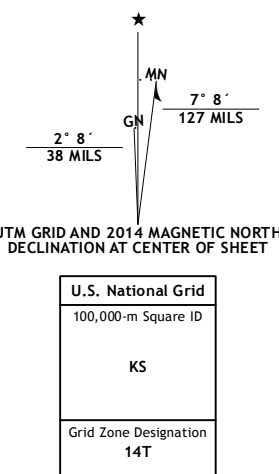 MN
GN
7° 8´
127 MILS
2° 8´
38 MILS
UTM GRID AND 2014 MAGNETIC NORTH
DECLINATION AT CENTER OF SHEET
U.S. National Grid
100,000-m Square ID
KS
Grid Zone Designation
14T